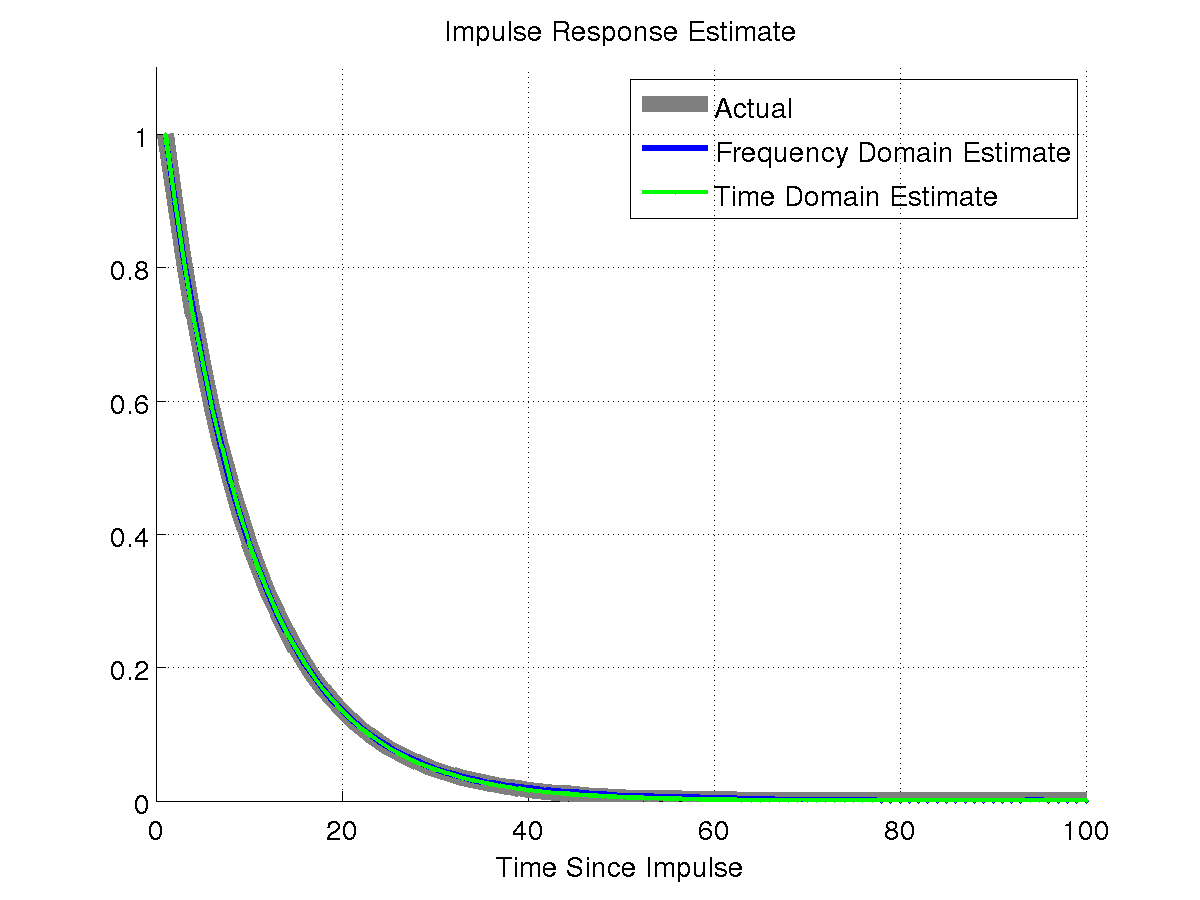 Impulse Response Estimate
Actual
Frequency Domain Estimate
Time Domain Estimate
1
0.8
0.6
0.4
0.2
0
0 20 40 60 80 100
Time Since Impulse